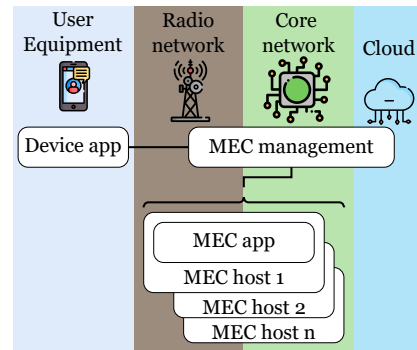 User
Equipment
Radio
network
Core
network
Cloud
Device app
MEC management
MEC app
MEC host 1
MEC host 2
MEC host n